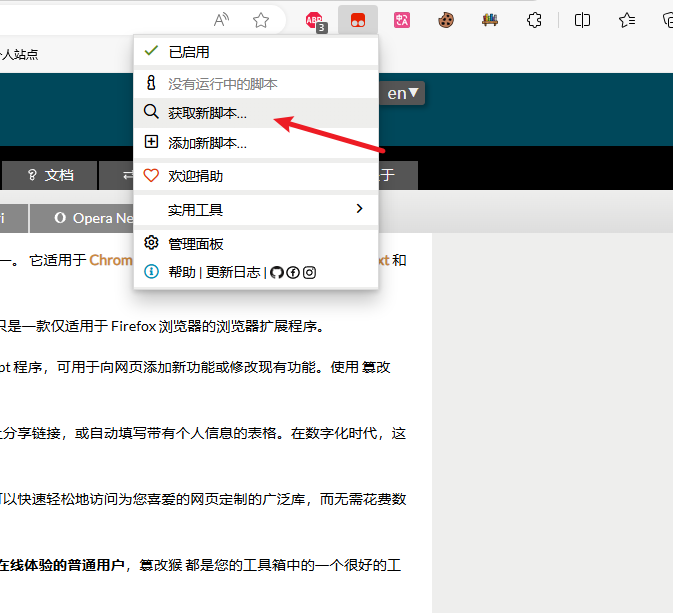 A
ABP
3
中A
个人站点
已启用
没有运行中的脚本
en▼
获取新脚本...
添加新脚本...
文档
欢迎捐助
于
实用工具
ri
Opera Ne
管理面板
一。 它适用于 Chrom
xt 和
帮助 | 更新日志 |
只是一款仅适用于 Firefox 浏览器的浏览器扩展程序。
pt 程序，可用于向网页添加新功能或修改现有功能。使用 篡改
上分享链接，或自动填写带有个人信息的表格。在数字化时代，这
可以快速轻松地访问为您喜爱的网页定制的广泛库，而无需花费数
在线体验的普通用户，篡改猴 都是您的工具箱中的一个很好的工